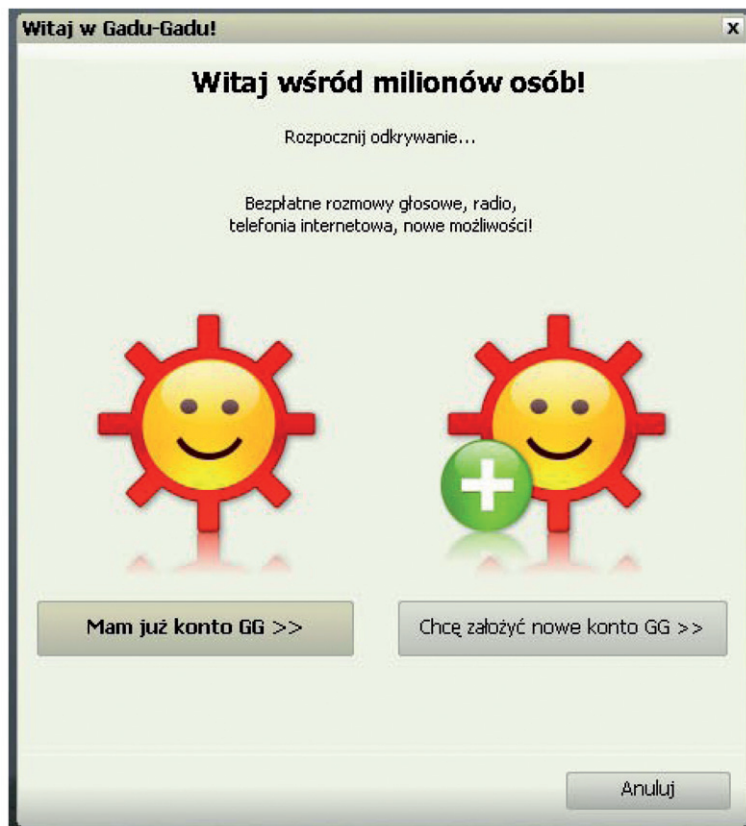 Witaj w Gadu-Gadu!
x
Witaj wśród milionów osób!
Rozpocznij odkrywanie...
Bezpłatne rozmowy głosowe, radio,
telefonia internetowa, nowe możliwości!
Mam już konto GG >>
Chcę założyć nowe konto GG >>
Anuluj